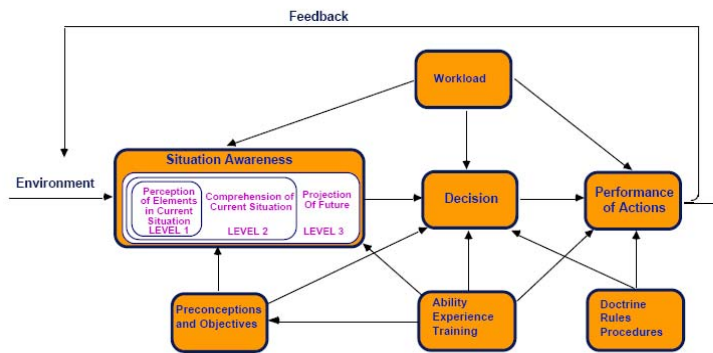 Feedback
Workload
Environment
Situation Awareness
Perception
of Elements
in Current
Situation
LEVEL 1
Comprehension of
Current Situation
LEVEL 2
Projection
Of Future
LEVEL 3
Decision
Performance
of Actions
Preconceptions
and Objectives
Ability
Experience
Training
Doctrine
Rules
Procedures